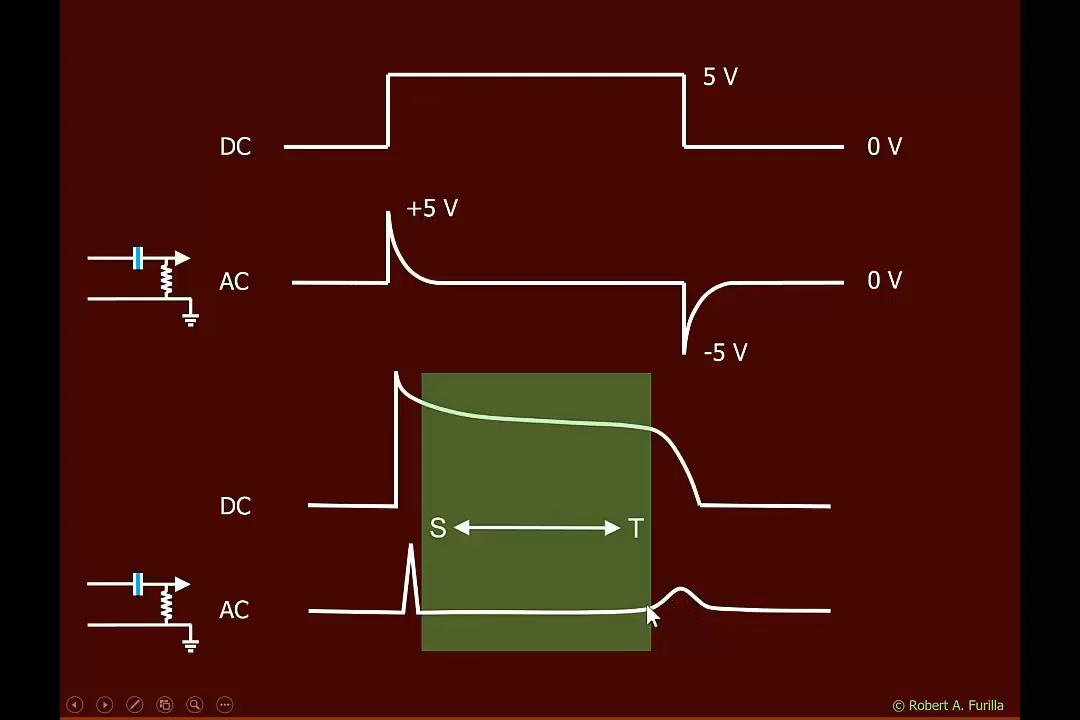 5 V
DC
0 V
+5 V
AC
0 V
-5 V
DC
S
T
AC
© Robert A. Furilla